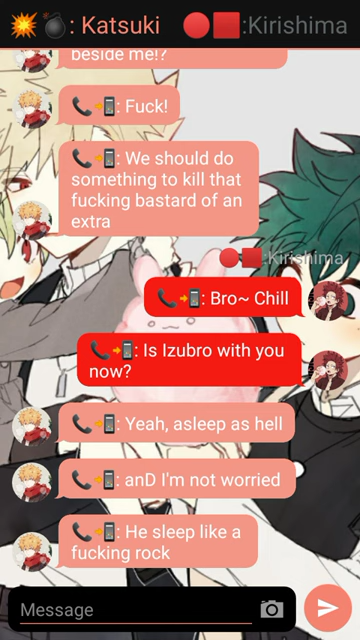 💥💣: Katsuki 🔴🟥:Kirishima
beside me!?
📞➡️📱: Fuck!
📞➡️📱: We should do
something to kill that
fucking bastard of an
extra
🔴🟥:Kirishima
📞➡️📱: Bro~ Chill
📞➡️📱: Is Izubro with you
now?
📞➡️📱: Yeah, asleep as hell
📞➡️📱: anD I'm not worried
📞➡️📱: He sleep like a
fucking rock
Message